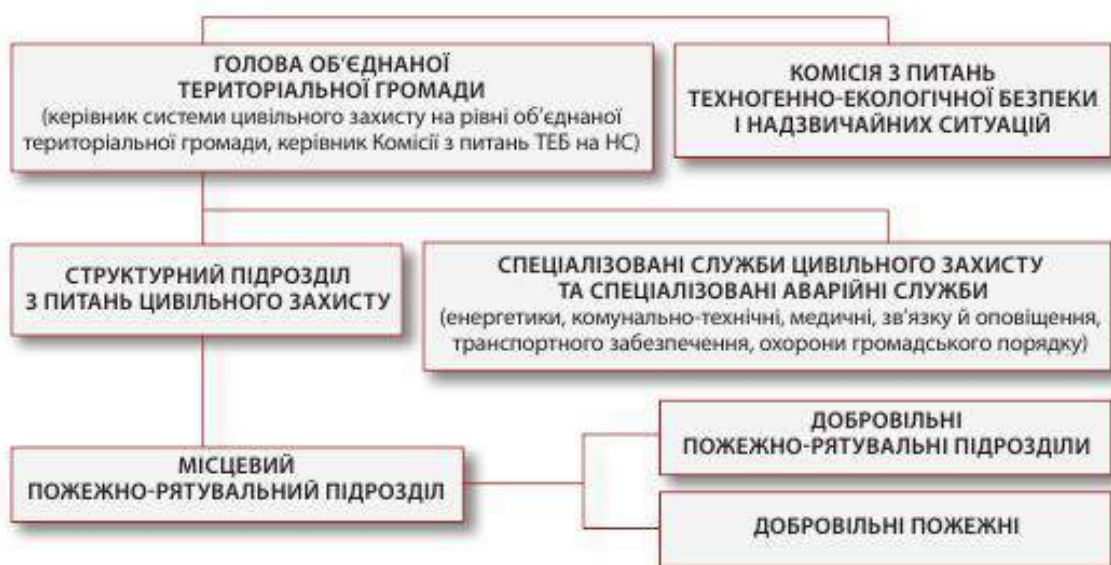 ГОЛОВА ОБ'ЄДНАНОЇ
ТЕРИТОРІАЛЬНОЇ ГРОМАДИ
(керівник системи цивільного захисту на рівні об'єднаної
територіальної громади, керівник Комісії з питань ТЕБ на НС)
КОМІСІЯ З ПИТАНЬ
ТЕХНОГЕННО-ЕКОЛОГІЧНОЇ БЕЗПЕКИ
І НАДЗВИЧАЙНИХ СИТУАЦІЙ
СТРУКТУРНИЙ ПІДРОЗДІЛ
З ПИТАНЬ ЦИВІЛЬНОГО ЗАХИСТУ
СПЕЦІАЛІЗОВАНІ СЛУЖБИ ЦИВІЛЬНОГО ЗАХИСТУ
ТА СПЕЦІАЛІЗОВАНІ АВАРІЙНІ СЛУЖБИ
(енергетики, комунально-технічні, медичні, зв'язку й оповіщення,
транспортного забезпечення, охорони громадського порядку)
МІСЦЕВИЙ
ПОЖЕЖНО-РЯТУВАЛЬНИЙ ПІДРОЗДІЛ
ДОБРОВІЛЬНІ
ПОЖЕЖНО-РЯТУВАЛЬНІ ПІДРОЗДІЛИ
ДОБРОВІЛЬНІ ПОЖЕЖНІ